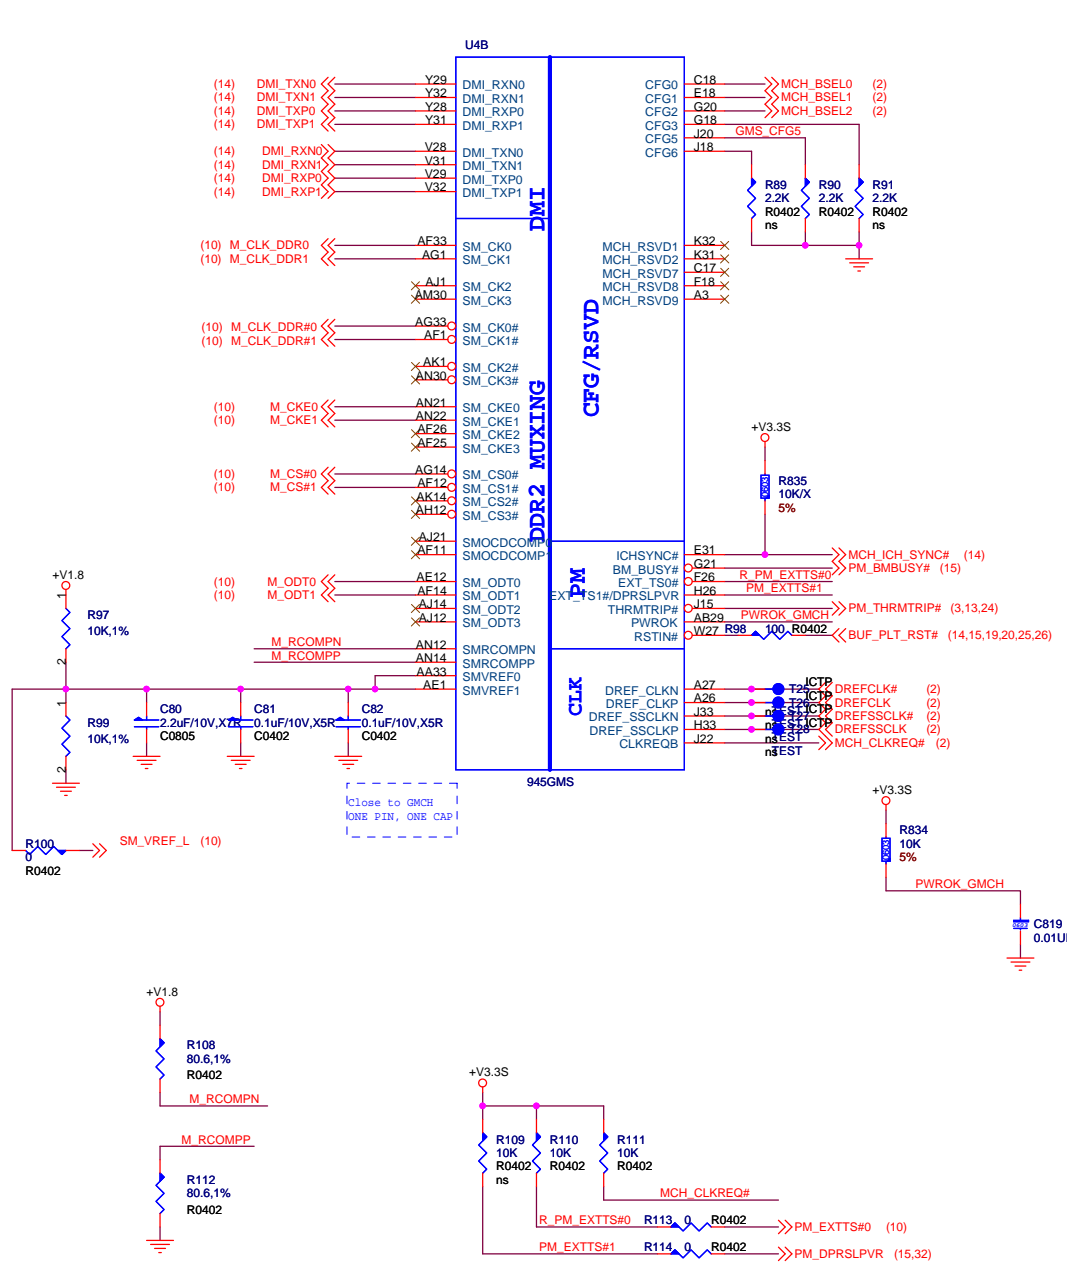 U4B
(14) DMI_TXN0 Y29 DMI_RXN0
(14) DMI_TXN1 Y32 DMI_RXN1
(14) DMI_TXP0 Y28 DMI_RXP0
(14) DMI_TXP1 Y31 DMI_RXP1
(14) DMI_RXN0 V28 DMI_TXN0
(14) DMI_RXN1 V31 DMI_TXN1
(14) DMI_RXP0 V29 DMI_TXP0
(14) DMI_RXP1 V32 DMI_TXP1
DMI
(10) M_CLK_DDR0 AF33 SM_CK0
(10) M_CLK_DDR1 AG1 SM_CK1
AJ1 SM_CK2
AM30 SM_CK3
(10) M_CLK_DDR#0 AG33 SM_CK0#
(10) M_CLK_DDR#1 AF1 SM_CK1#
AK1 SM_CK2#
AN30 SM_CK3#
(10) M_CKE0 AN21 SM_CKE0
(10) M_CKE1 AN22 SM_CKE1
AF26 SM_CKE2
AF25 SM_CKE3
(10) M_CS#0 AG14 SM_CS0#
(10) M_CS#1 AF12 SM_CS1#
AK14 SM_CS2#
AH12 SM_CS3#
DDR2 MUXING
AJ21 SMOCDCOMP0
AF11 SMOCDCOMP1
(10) M_ODT0 AE12 SM_ODT0
(10) M_ODT1 AF14 SM_ODT1
AJ14 SM_ODT2
AJ12 SM_ODT3
M_RCOMPN AN12 SMRCOMPN
M_RCOMPP AN14 SMRCOMPP
AA33 SMVREF0
AE1 SMVREF1
CFG0 C18 MCH_BSEL0 (2)
CFG1 E18 MCH_BSEL1 (2)
CFG2 G20 MCH_BSEL2 (2)
CFG3 G18
CFG5 J20 GMS_CFG5
CFG6 J18
R89
2.2K
R0402
ns
R90
2.2K
R0402
R91
2.2K
R0402
ns
MCH_RSVD1 K32
MCH_RSVD2 K31
MCH_RSVD7 C17
MCH_RSVD8 F18
MCH_RSVD9 A3
CFG/RSVD
+V3.3S
R835
10K/X
5%
0603
ICHSYNC# E31 MCH_ICH_SYNC# (14)
BM_BUSY# G21 PM_BMBUSY# (15)
EXT_TS0# F26 R_PM_EXTTS#0
EXT_TS1#/DPRSLPVR H26 PM_EXTTS#1
THRMTRIP# J15 PM_THRMTRIP# (3,13,24)
PWROK AB29 PWROK_GMCH
RSTIN# W27 R98 100 R0402 BUF_PLT_RST# (14,15,19,20,25,26)
PM
CLK
DREF_CLKN A27 T25 ICTP DREFCLK# (2)
DREF_CLKP A26 DREFCLK (2)
DREF_SSCLKN J33 ICTP DREFSSCLK# (2)
DREF_SSCLKP H33 T28 DREFSSCLK (2)
CLKREQB J22 ns TEST MCH_CLKREQ# (2)
ns TEST
945GMS
+V1.8
1
R97
10K,1%
2
1
R99
10K,1%
2
C80
2.2uF/10V,X7R
C0805
C81
0.1uF/10V,X5R
C0402
C82
0.1uF/10V,X5R
C0402
Close to GMCH
ONE PIN, ONE CAP
R100
0
R0402
SM_VREF_L (10)
+V3.3S
R834
10K
5%
0603
PWROK_GMCH
C819
0.01U
+V1.8
R108
80.6,1%
R0402
M_RCOMPN
M_RCOMPP
R112
80.6,1%
R0402
+V3.3S
R109
10K
R0402
ns
R110
10K
R0402
R111
10K
R0402
MCH_CLKREQ#
R_PM_EXTTS#0 R113 0 R0402 PM_EXTTS#0 (10)
PM_EXTTS#1 R114 0 R0402 PM_DPRSLPVR (15,32)